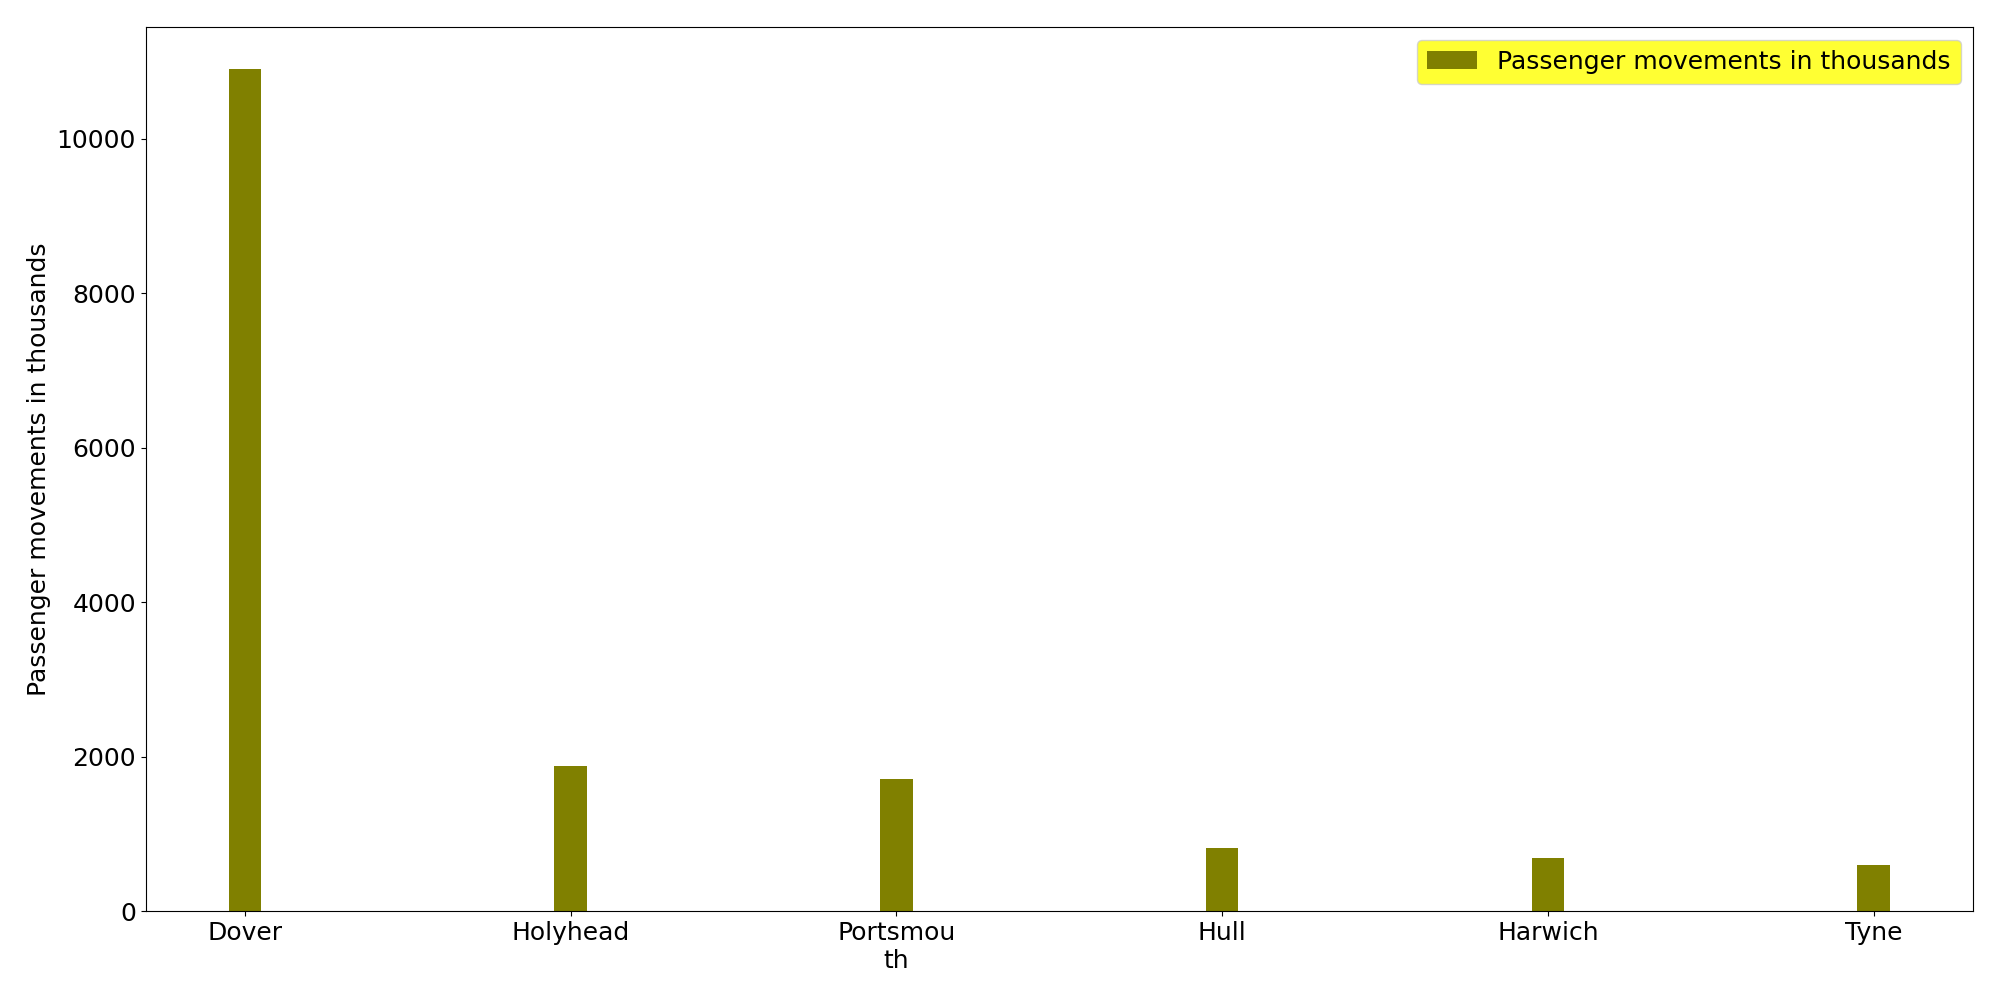 Passenger movements in thousands
Passenger movements in thousands
10000
8000
6000
4000
2000
0
Dover
Holyhead
Portsmou
th
Hull
Harwich
Tyne